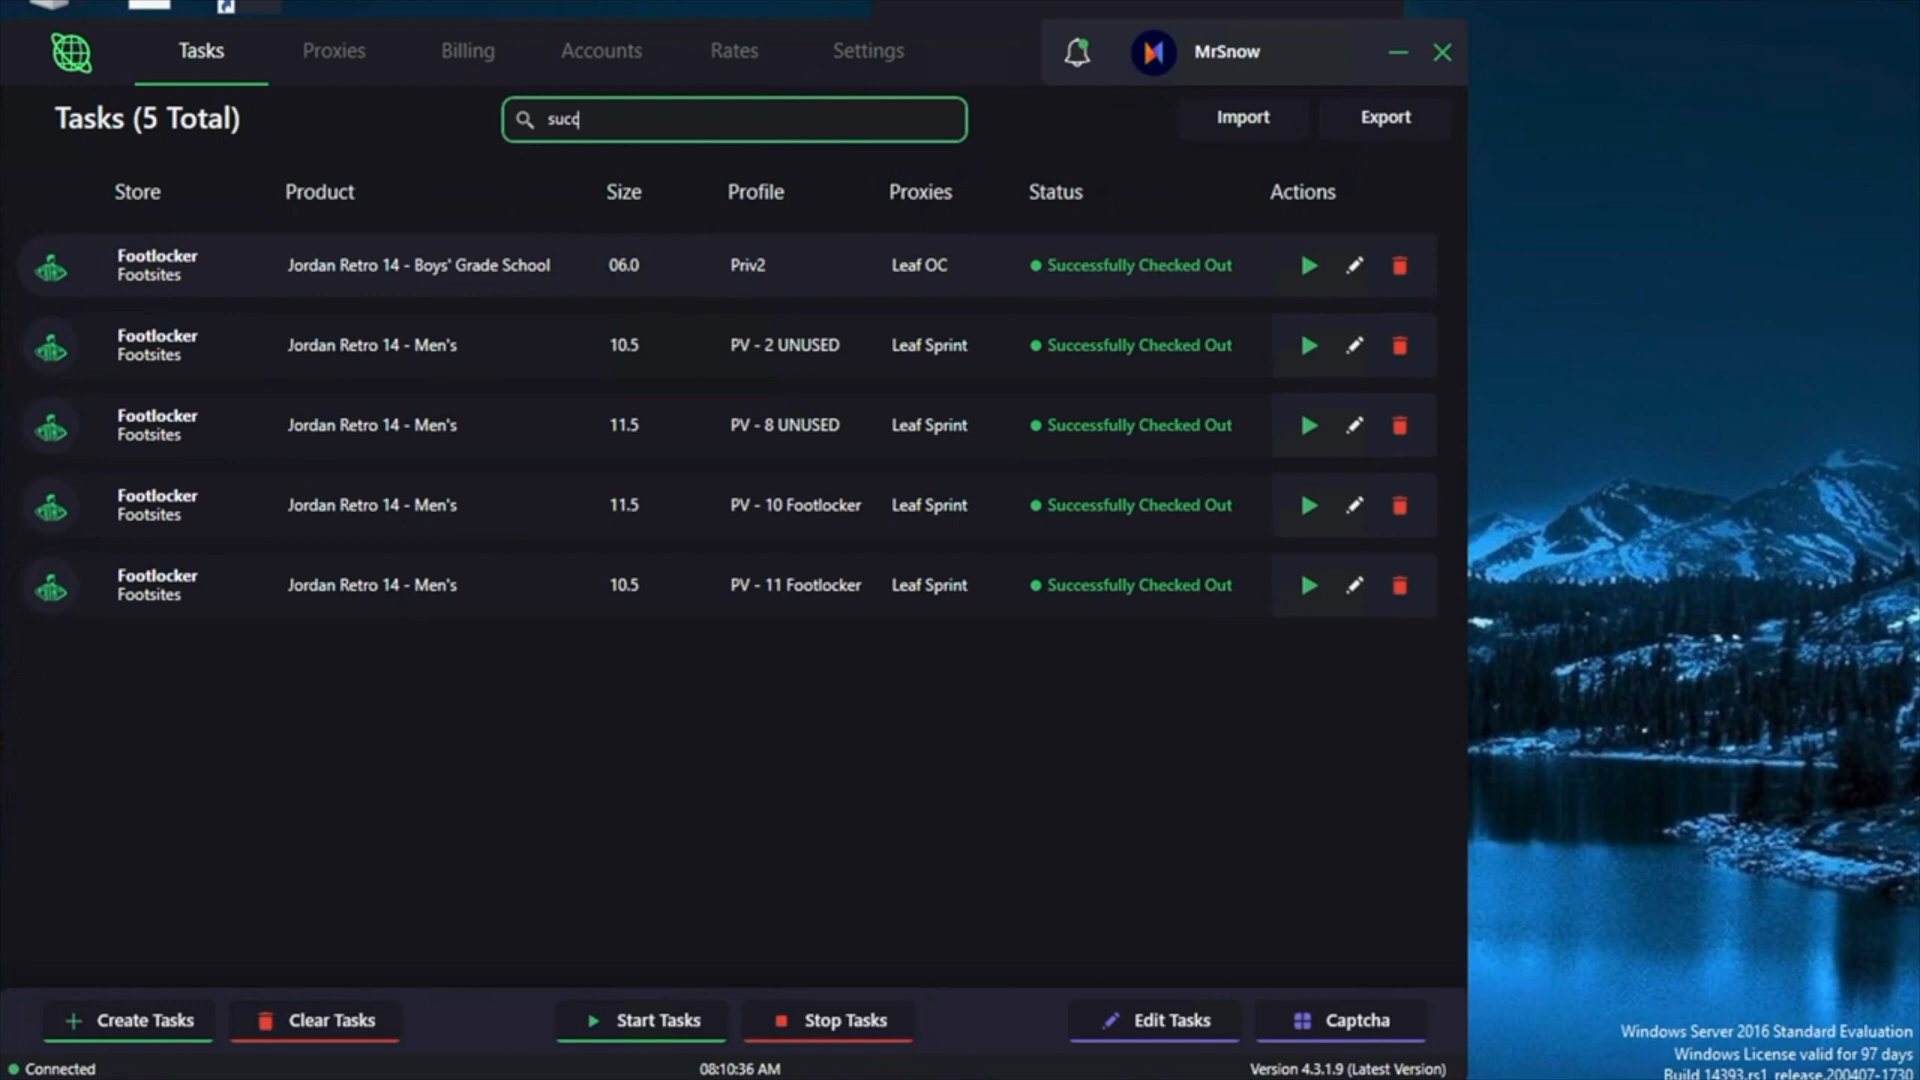 Tasks
Proxies
Billing
Accounts
Rates
Settings
MrSnow
Tasks (5 Total)
succ
Import
Export
Store
Product
Size
Profile
Proxies
Status
Actions
Footlocker
Footsites
Jordan Retro 14 - Boys' Grade School
06.0
Priv2
Leaf OC
Successfully Checked Out
Footlocker
Footsites
Jordan Retro 14 - Men's
10.5
PV - 2 UNUSED
Leaf Sprint
Successfully Checked Out
Footlocker
Footsites
Jordan Retro 14 - Men's
11.5
PV - 8 UNUSED
Leaf Sprint
Successfully Checked Out
Footlocker
Footsites
Jordan Retro 14 - Men's
11.5
PV - 10 Footlocker
Leaf Sprint
Successfully Checked Out
Footlocker
Footsites
Jordan Retro 14 - Men's
10.5
PV - 11 Footlocker
Leaf Sprint
Successfully Checked Out
Create Tasks
Clear Tasks
Start Tasks
Stop Tasks
Edit Tasks
Captcha
Connected
08:10:36 AM
Version 4.3.1.9 (Latest Version)
Windows Server 2016 Standard Evaluation
Windows License valid for 97 days
Build 14393.rs1_release.200407-1730